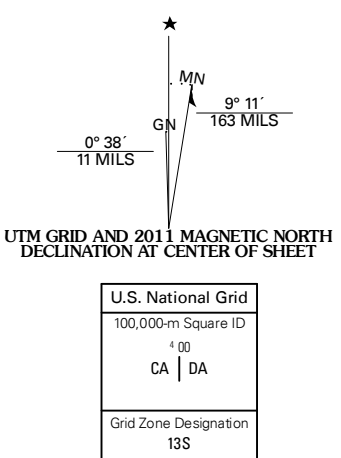 ★
MN
GN
9° 11´
163 MILS
0° 38´
11 MILS
UTM GRID AND 2011 MAGNETIC NORTH
DECLINATION AT CENTER OF SHEET
U.S. National Grid
100,000-m Square ID
4 00
CA DA
Grid Zone Designation
13S